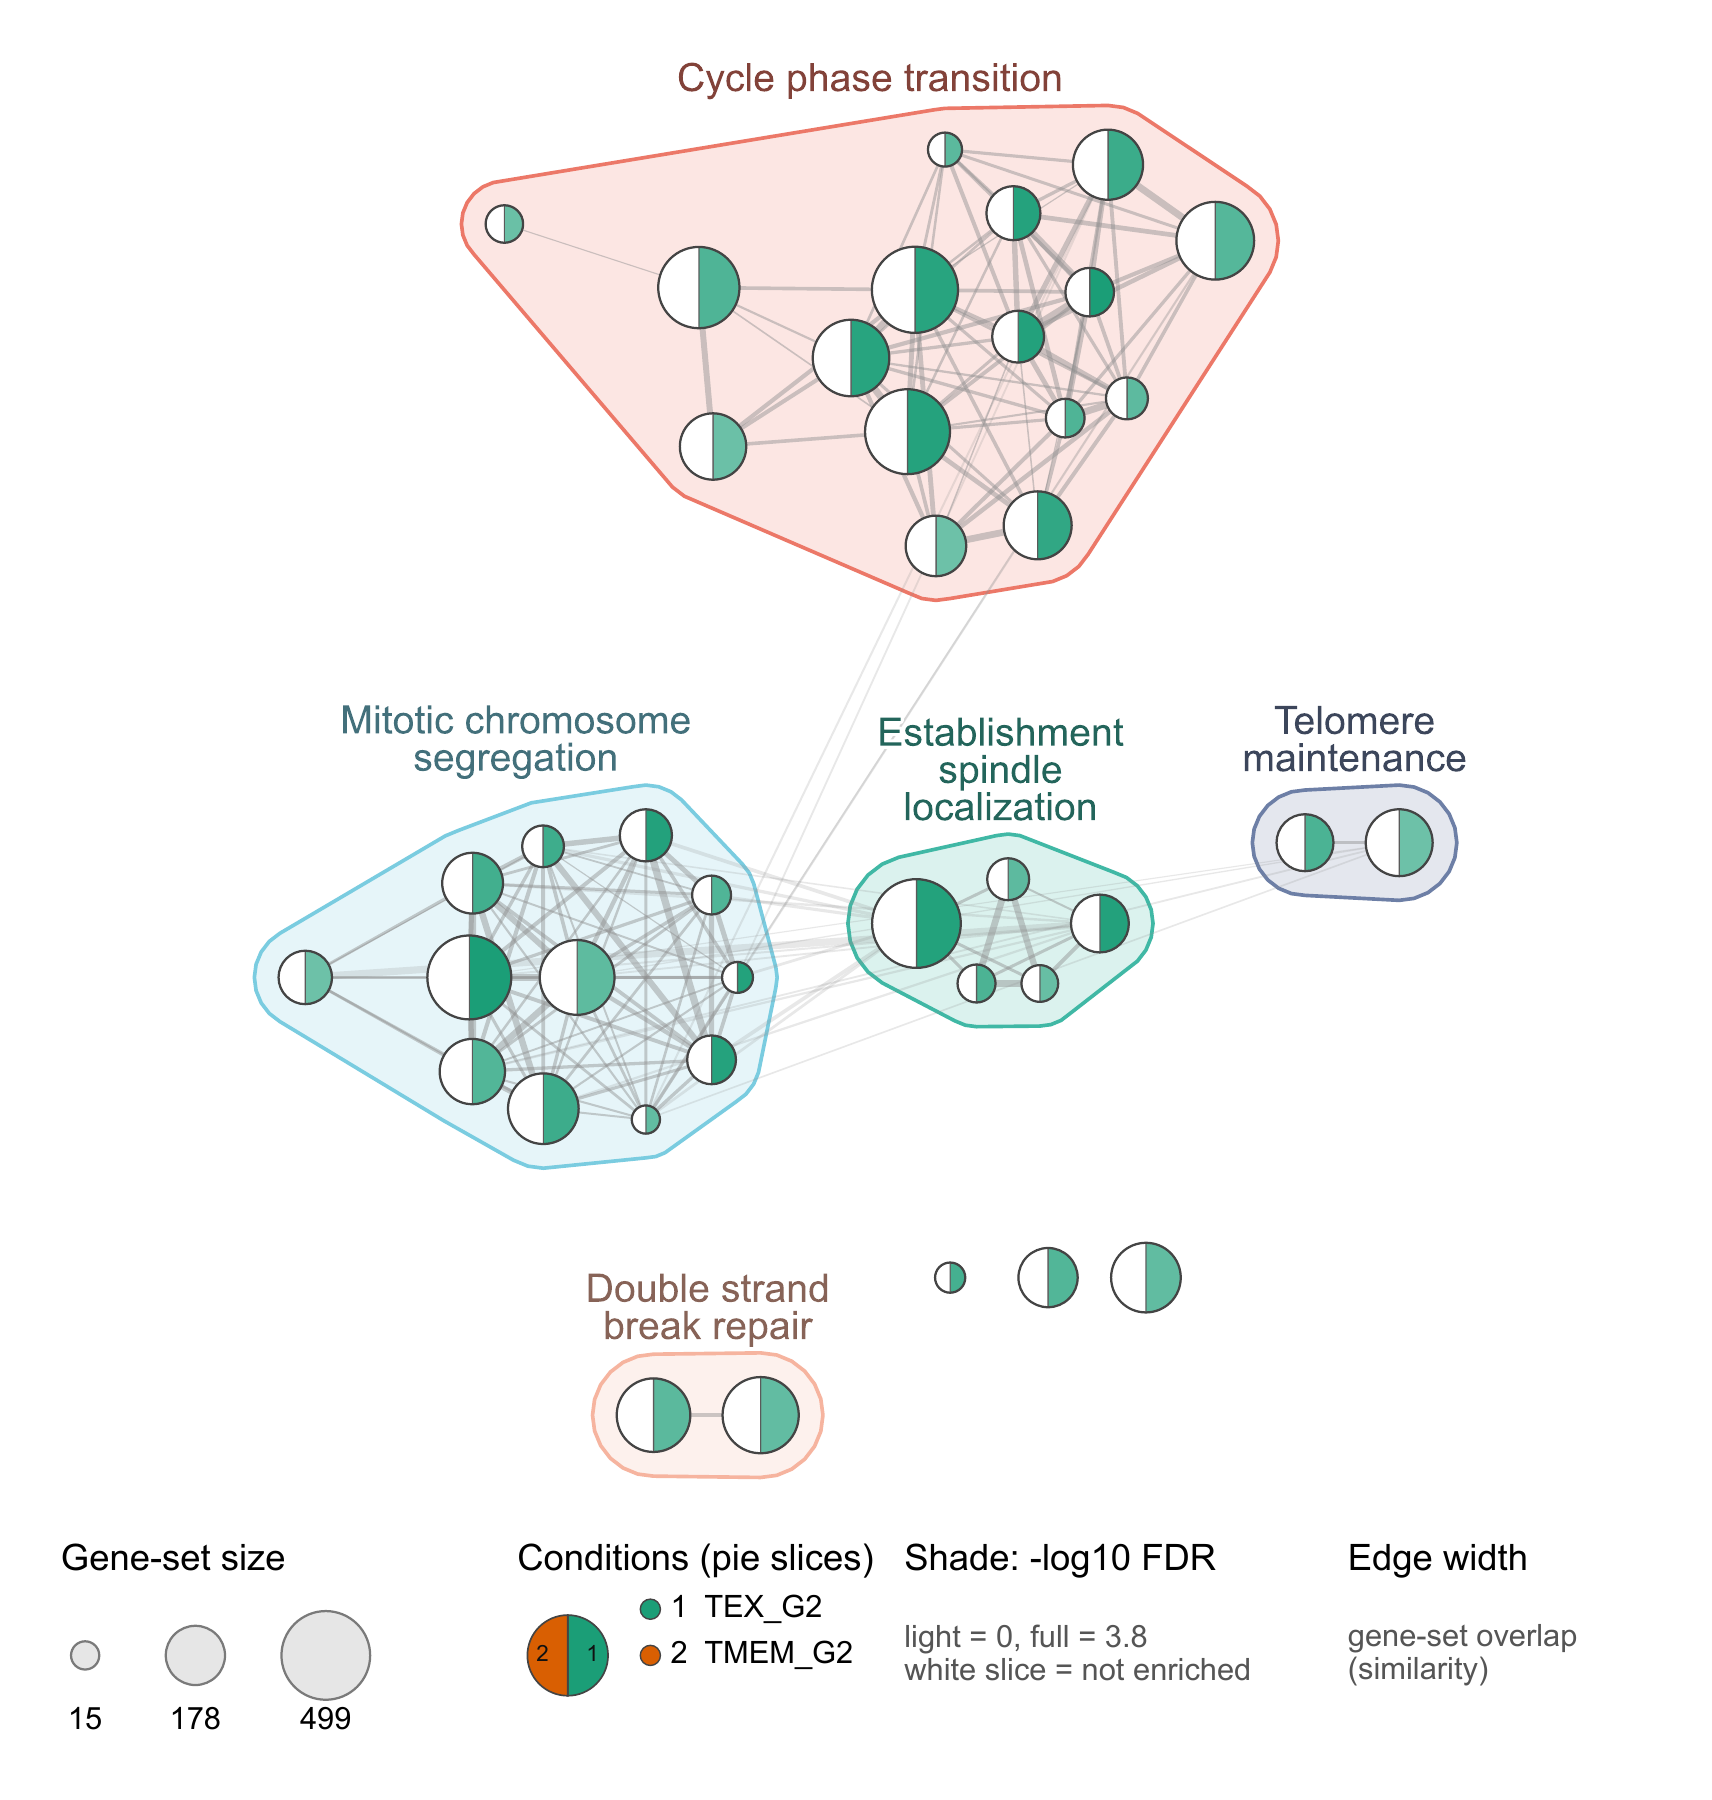 Cycle phase transition
Mitotic chromosome
segregation
Establishment
spindle
localization
Telomere
maintenance
Double strand
break repair
Gene-set size
15
178
499
Conditions (pie slices)
2
1
1 TEX_G2
2 TMEM_G2
Shade: -log10 FDR
light = 0, full = 3.8
white slice = not enriched
Edge width
gene-set overlap
(similarity)